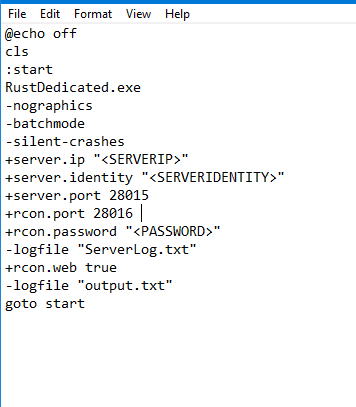 File Edit Format View Help
@echo off
cls
:start
RustDedicated.exe
-nographics
-batchmode
-silent-crashes
+server.ip "<SERVERIP>"
+server.identity "<SERVERIDENTITY>"
+server.port 28015
+rcon.port 28016
+rcon.password "<PASSWORD>"
-logfile "ServerLog.txt"
+rcon.web true
-logfile "output.txt"
goto start